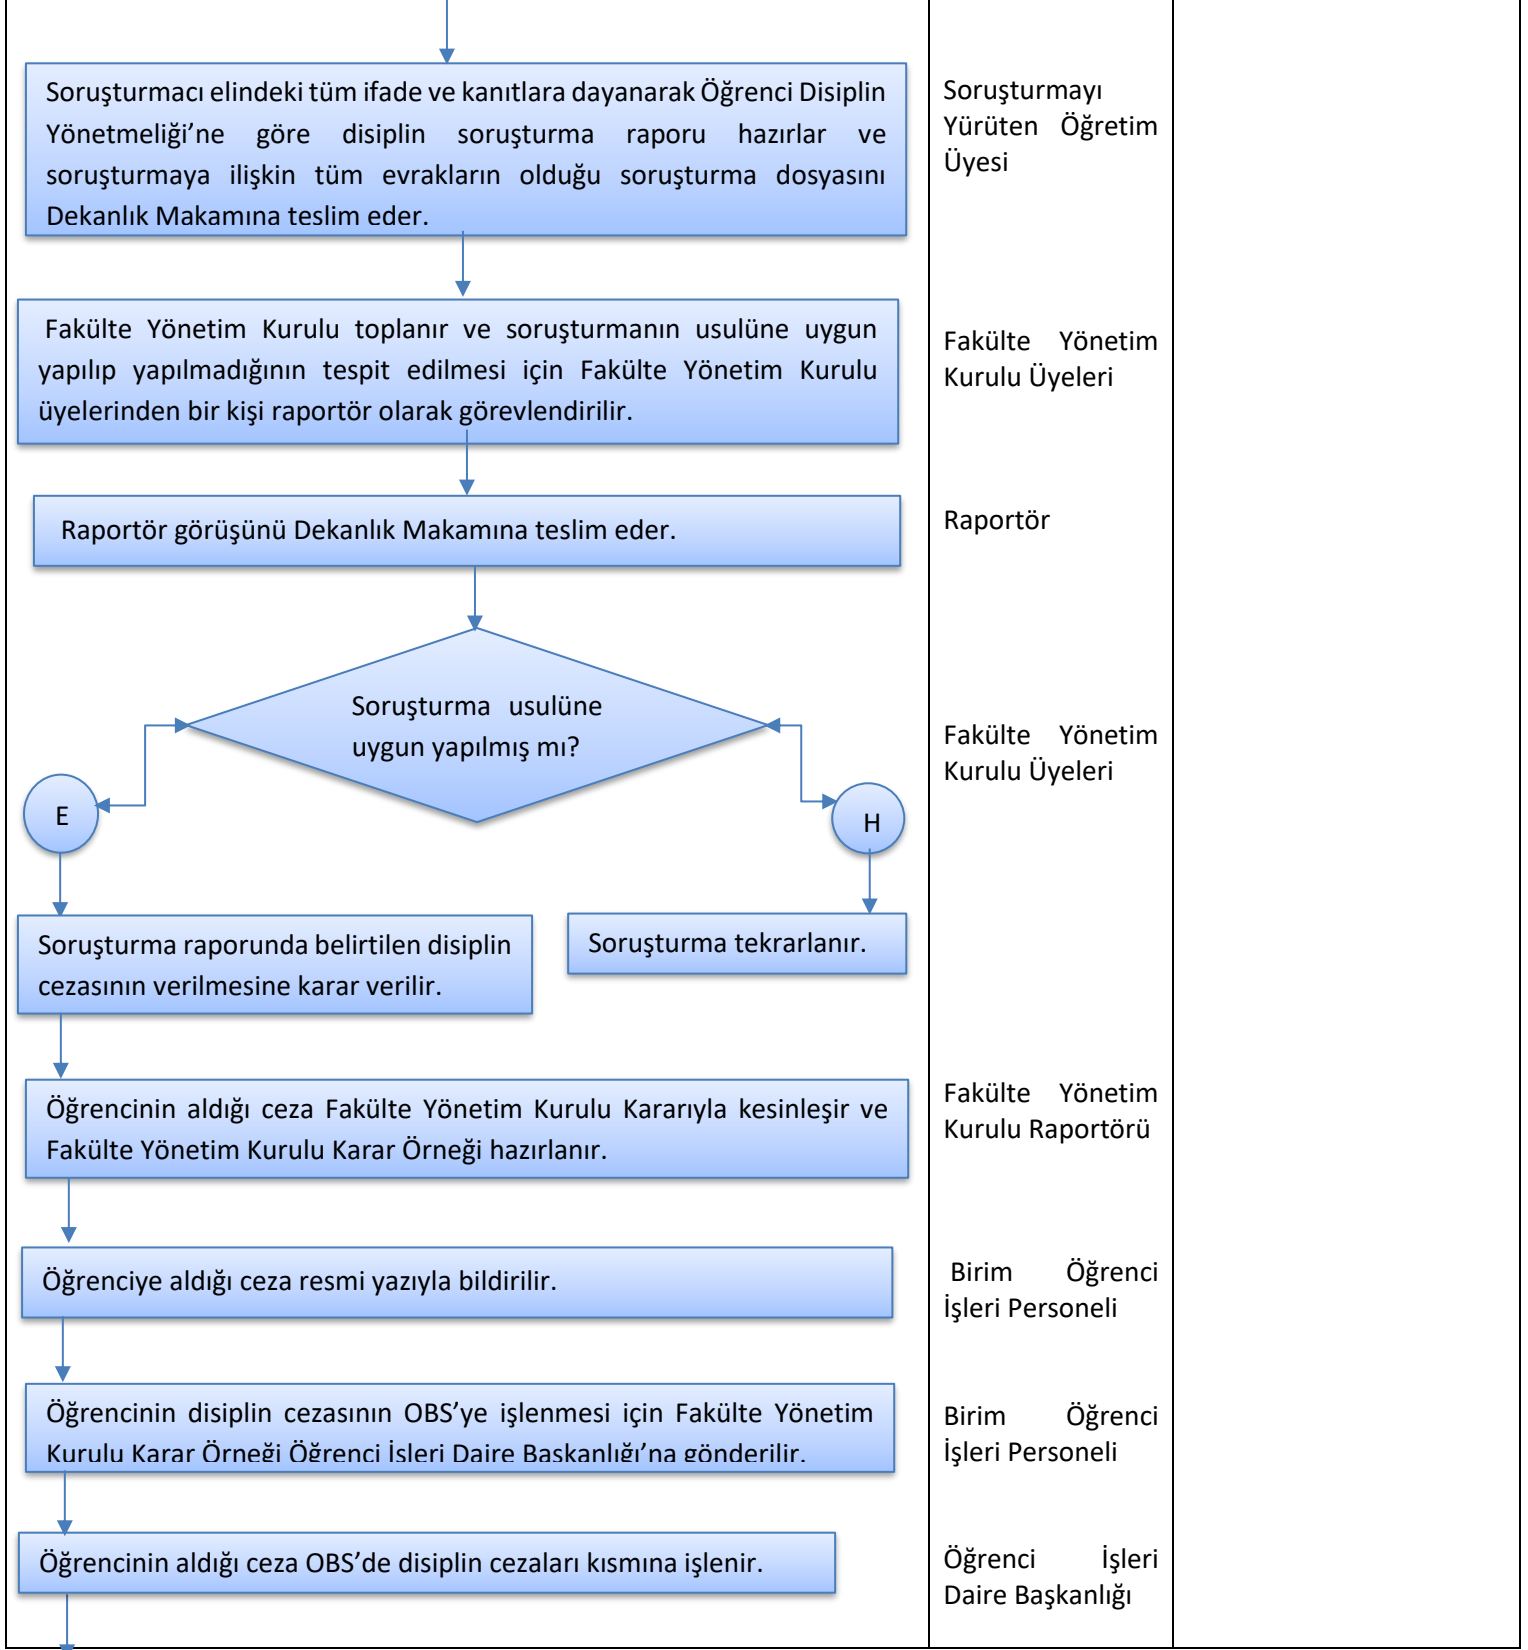 Soruşturmacı elindeki tüm ifade ve kanıtlara dayanarak Öğrenci Disiplin
Yönetmeliği’ne göre disiplin soruşturma raporu hazırlar ve
soruşturmaya ilişkin tüm evrakların olduğu soruşturma dosyasını
Dekanlık Makamına teslim eder.
Soruşturmayı
Yürüten Öğretim
Üyesi
Fakülte Yönetim Kurulu toplanır ve soruşturmanın usulüne uygun
yapılıp yapılmadığının tespit edilmesi için Fakülte Yönetim Kurulu
üyelerinden bir kişi raportör olarak görevlendirilir.
Fakülte Yönetim
Kurulu Üyeleri
Raportör görüşünü Dekanlık Makamına teslim eder.
Raportör
Soruşturma usulüne
uygun yapılmış mı?
Fakülte Yönetim
Kurulu Üyeleri
E
H
Soruşturma raporunda belirtilen disiplin
cezasının verilmesine karar verilir.
Soruşturma tekrarlanır.
Öğrencinin aldığı ceza Fakülte Yönetim Kurulu Kararıyla kesinleşir ve
Fakülte Yönetim Kurulu Karar Örneği hazırlanır.
Fakülte Yönetim
Kurulu Raportörü
Öğrenciye aldığı ceza resmi yazıyla bildirilir.
Birim Öğrenci
İşleri Personeli
Öğrencinin disiplin cezasının OBS’ye işlenmesi için Fakülte Yönetim
Kurulu Karar Örneği Öğrenci İşleri Daire Başkanlığı’na gönderilir.
Birim Öğrenci
İşleri Personeli
Öğrencinin aldığı ceza OBS’de disiplin cezaları kısmına işlenir.
Öğrenci İşleri
Daire Başkanlığı